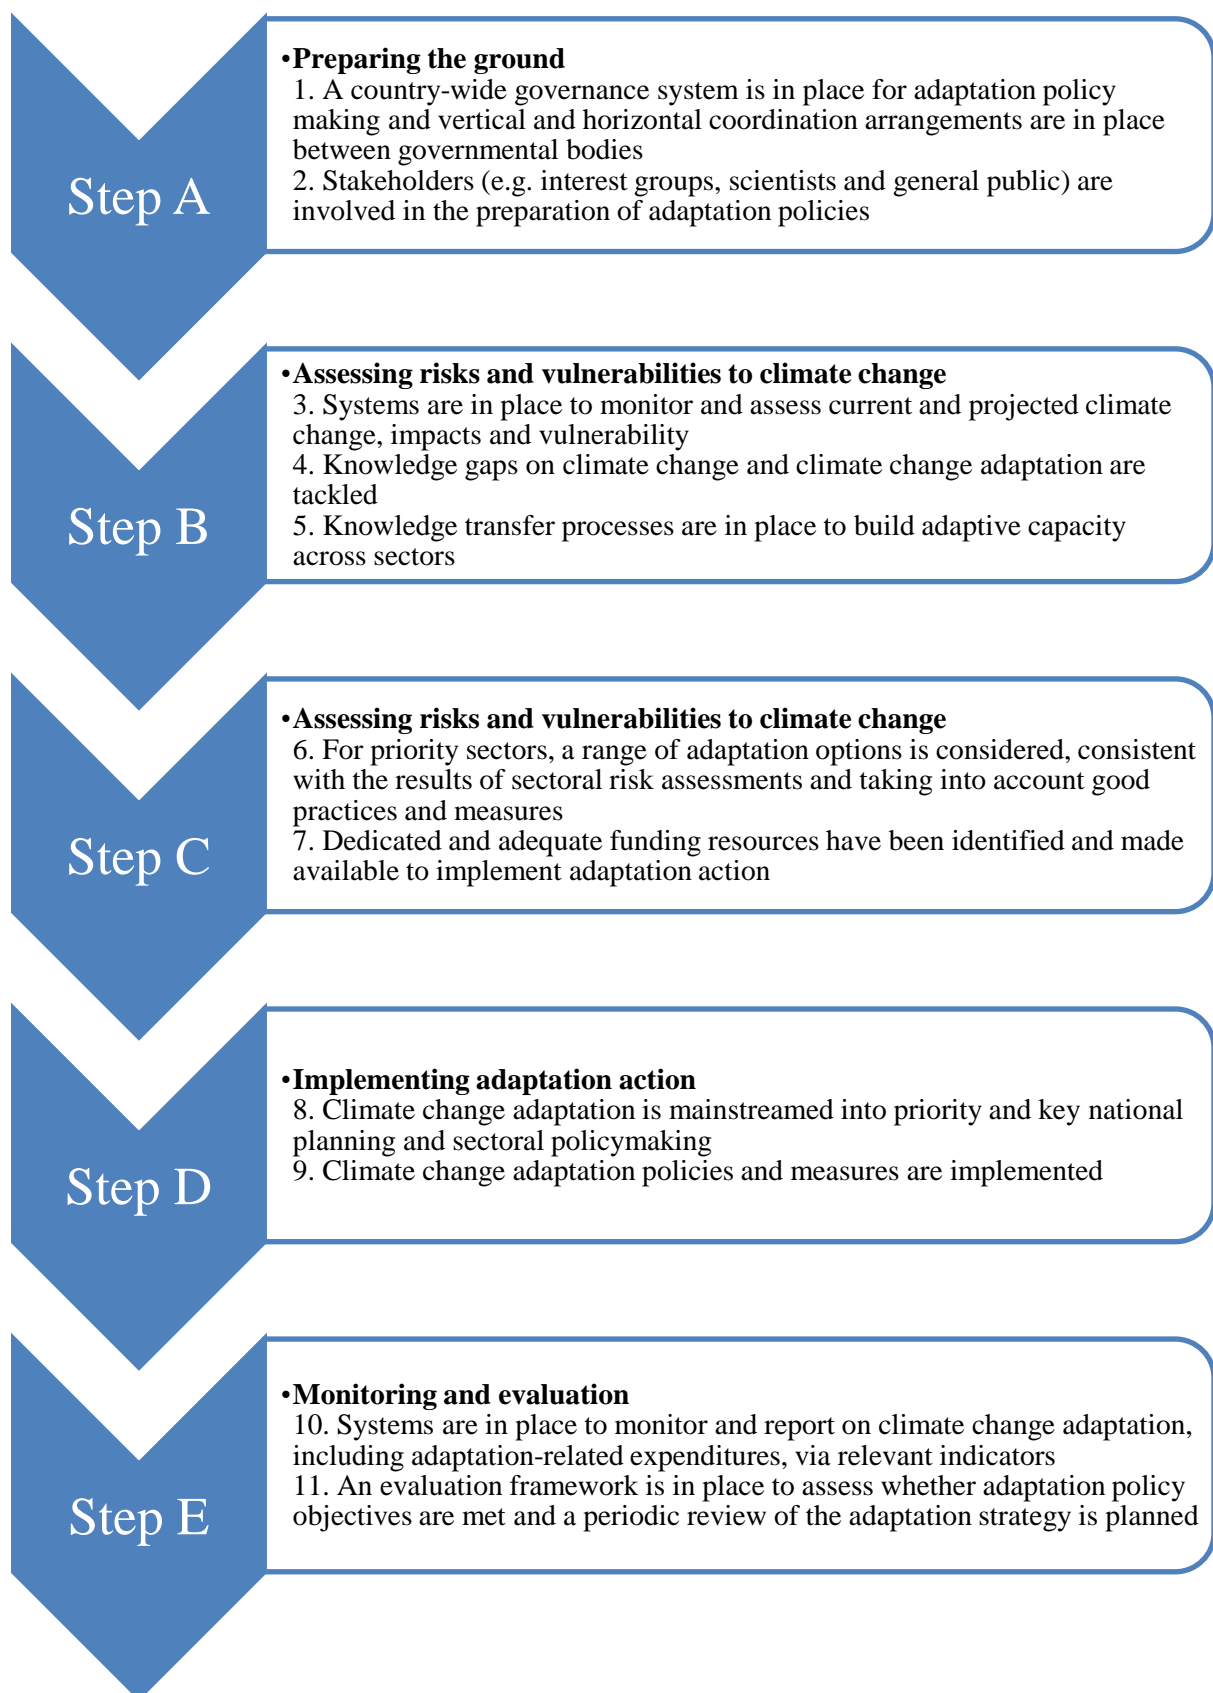 Step A
•Preparing the ground
1. A country-wide governance system is in place for adaptation policy
making and vertical and horizontal coordination arrangements are in place
between governmental bodies
2. Stakeholders (e.g. interest groups, scientists and general public) are
involved in the preparation of adaptation policies
Step B
•Assessing risks and vulnerabilities to climate change
3. Systems are in place to monitor and assess current and projected climate
change, impacts and vulnerability
4. Knowledge gaps on climate change and climate change adaptation are
tackled
5. Knowledge transfer processes are in place to build adaptive capacity
across sectors
Step C
•Assessing risks and vulnerabilities to climate change
6. For priority sectors, a range of adaptation options is considered, consistent
with the results of sectoral risk assessments and taking into account good
practices and measures
7. Dedicated and adequate funding resources have been identified and made
available to implement adaptation action
Step D
•Implementing adaptation action
8. Climate change adaptation is mainstreamed into priority and key national
planning and sectoral policymaking
9. Climate change adaptation policies and measures are implemented
Step E
•Monitoring and evaluation
10. Systems are in place to monitor and report on climate change adaptation,
including adaptation-related expenditures, via relevant indicators
11. An evaluation framework is in place to assess whether adaptation policy
objectives are met and a periodic review of the adaptation strategy is planned